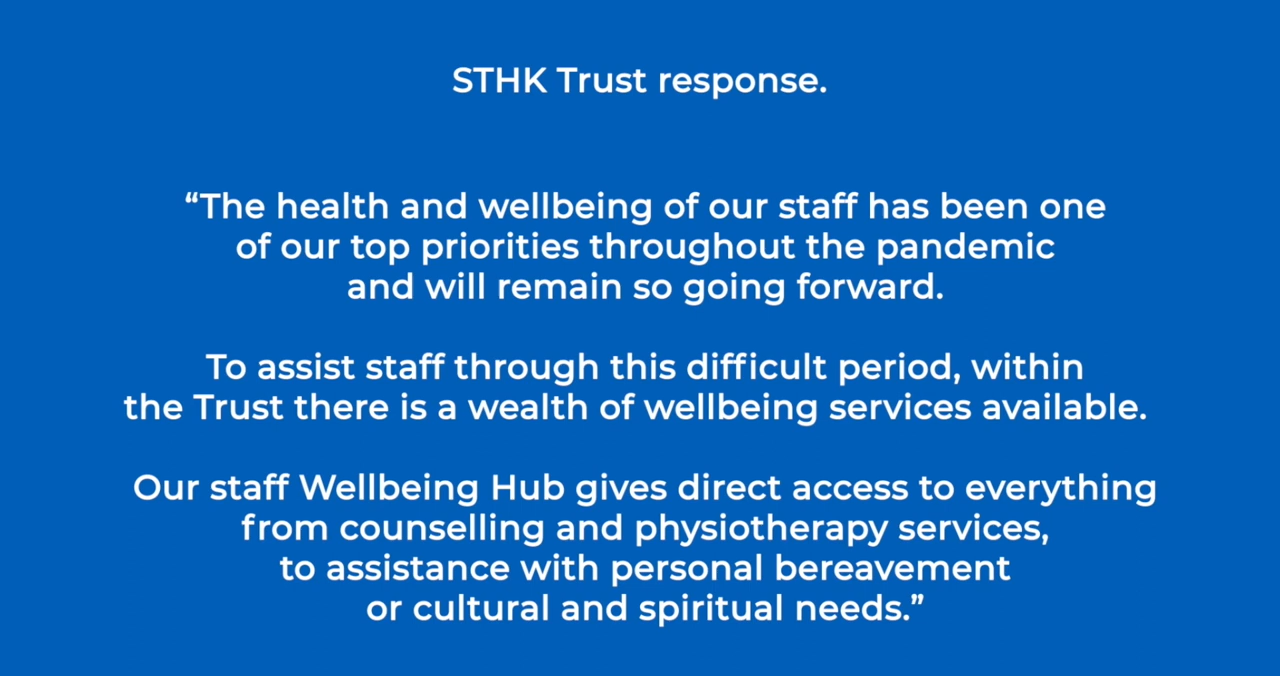 STHK Trust response.
“The health and wellbeing of our staff has been one
of our top priorities throughout the pandemic
and will remain so going forward.
To assist staff through this difficult period, within
the Trust there is a wealth of wellbeing services available.
Our staff Wellbeing Hub gives direct access to everything
from counselling and physiotherapy services,
to assistance with personal bereavement
or cultural and spiritual needs.”